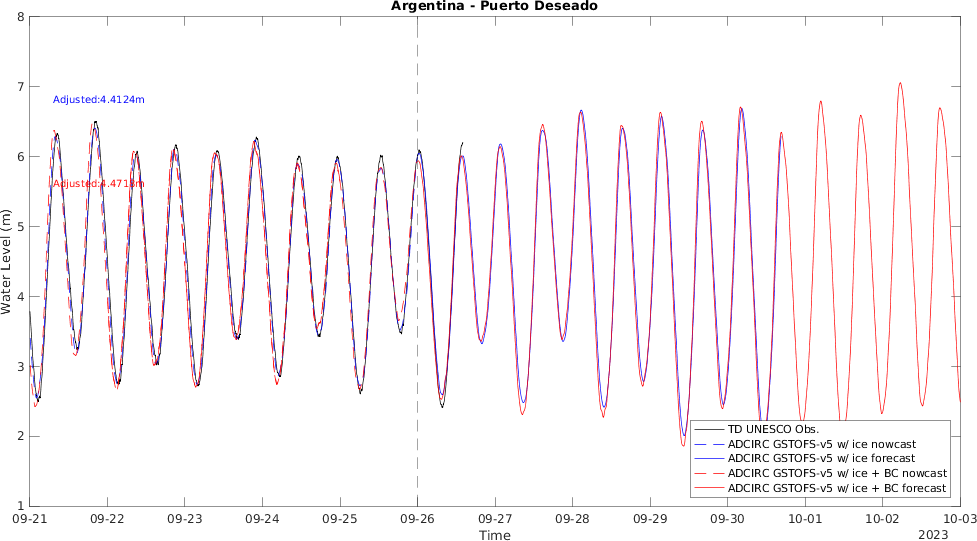 Argentina - Puerto Deseado
8
7
6
5
4
3
2
1
Water Level (m)
Adjusted:4.4124m
Adjusted:4.4718m
TD UNESCO Obs.
ADCIRC GSTOFS-v5 w/ ice nowcast
ADCIRC GSTOFS-v5 w/ ice forecast
ADCIRC GSTOFS-v5 w/ ice + BC nowcast
ADCIRC GSTOFS-v5 w/ ice + BC forecast
09-21 09-22 09-23 09-24 09-25 09-26 09-27 09-28 09-29 09-30 10-01 10-02 10-03
Time
2023